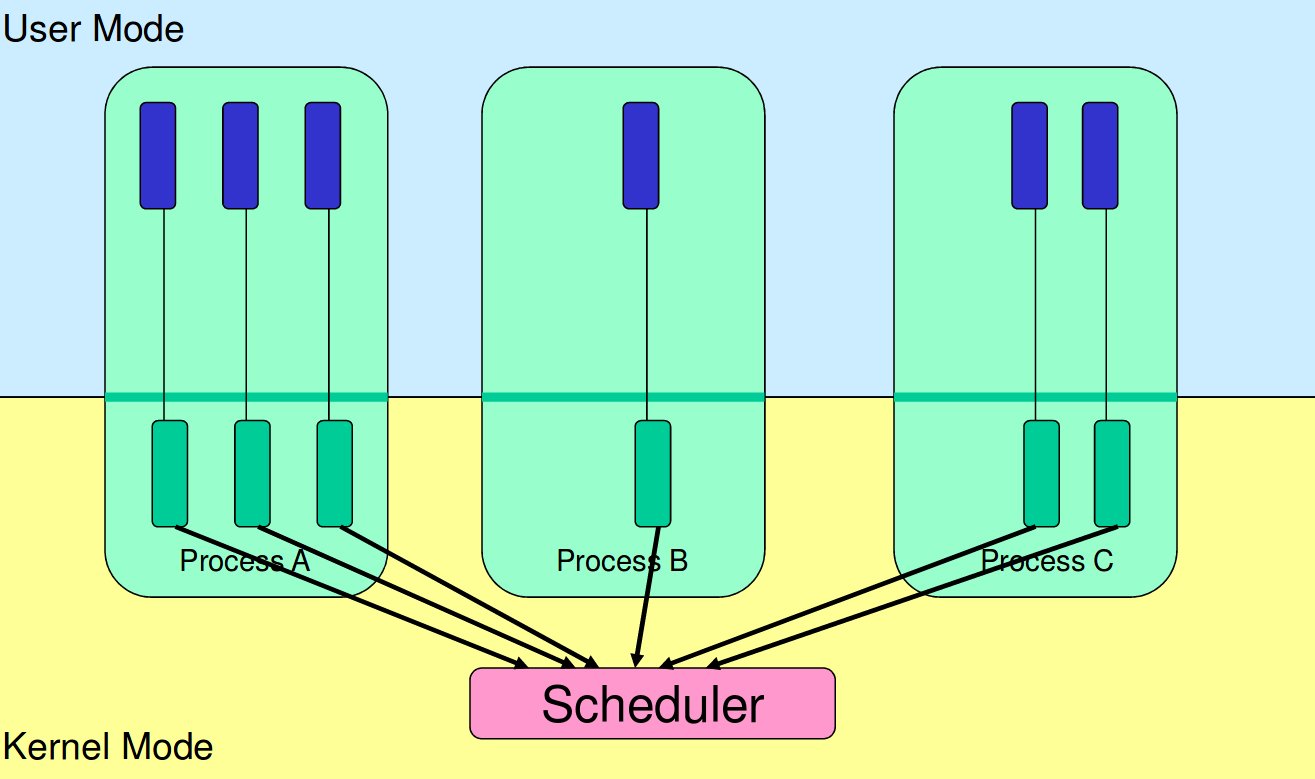 User Mode
Process A
Process B
Process C
Scheduler
Kernel Mode